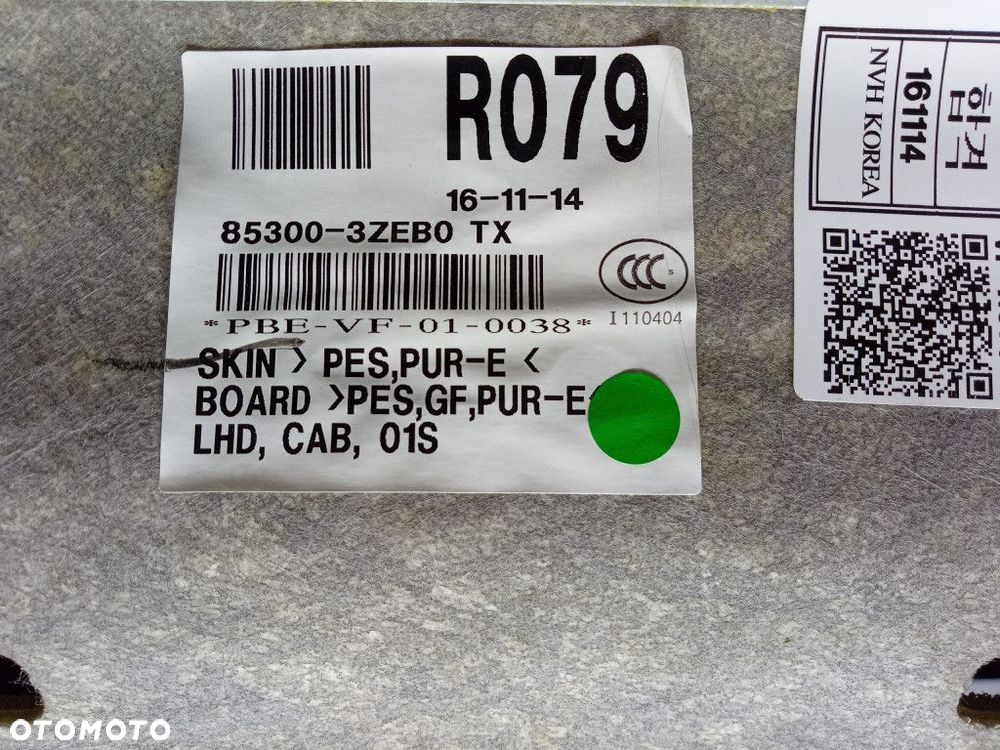 R079
16-11-14
85300-3ZEB0 TX
CCC S
*PBE-VF-01-0038*
I110404
SKIN > PES,PUR-E <
BOARD >PES,GF,PUR-E<
LHD, CAB, 01S
합격
161114
NVH KOREA
OTOMOTO